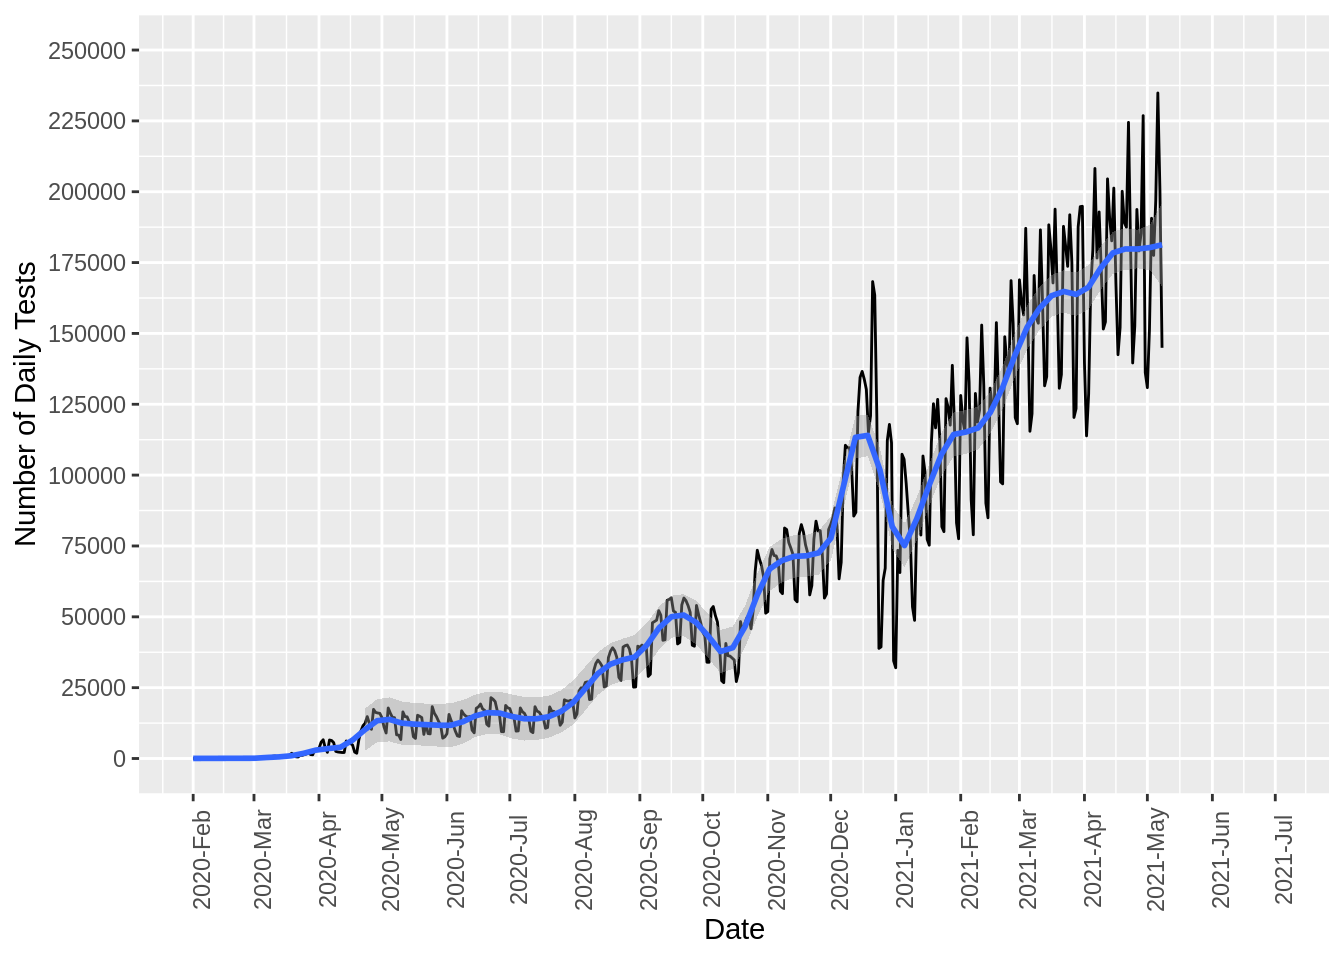 250000
225000
200000
175000
150000
125000
100000
75000
50000
25000
0
Number of Daily Tests
2020-Feb
2020-Mar
2020-Apr
2020-May
2020-Jun
2020-Jul
2020-Aug
2020-Sep
2020-Oct
2020-Nov
2020-Dec
2021-Jan
2021-Feb
2021-Mar
2021-Apr
2021-May
2021-Jun
2021-Jul
Date